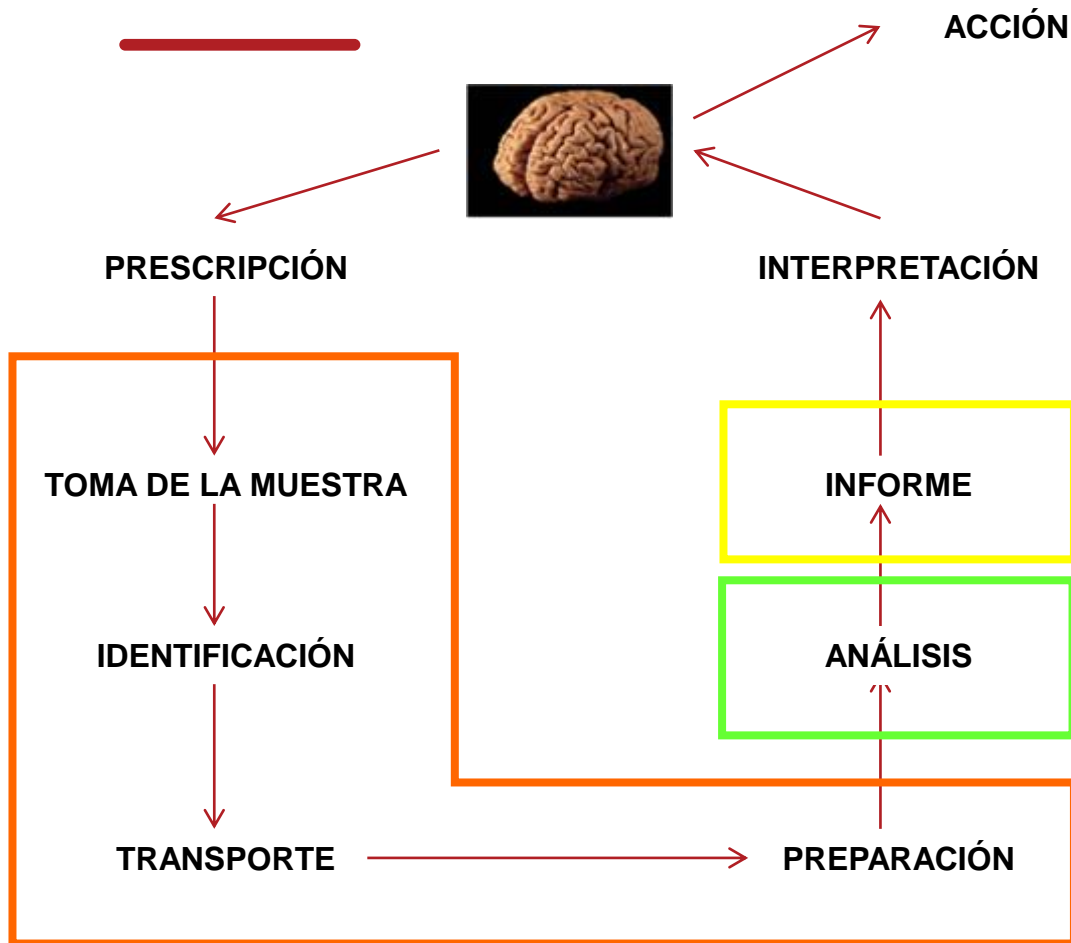 ACCIÓN
PRESCRIPCIÓN
INTERPRETACIÓN
TOMA DE LA MUESTRA
INFORME
IDENTIFICACIÓN
ANÁLISIS
TRANSPORTE
PREPARACIÓN